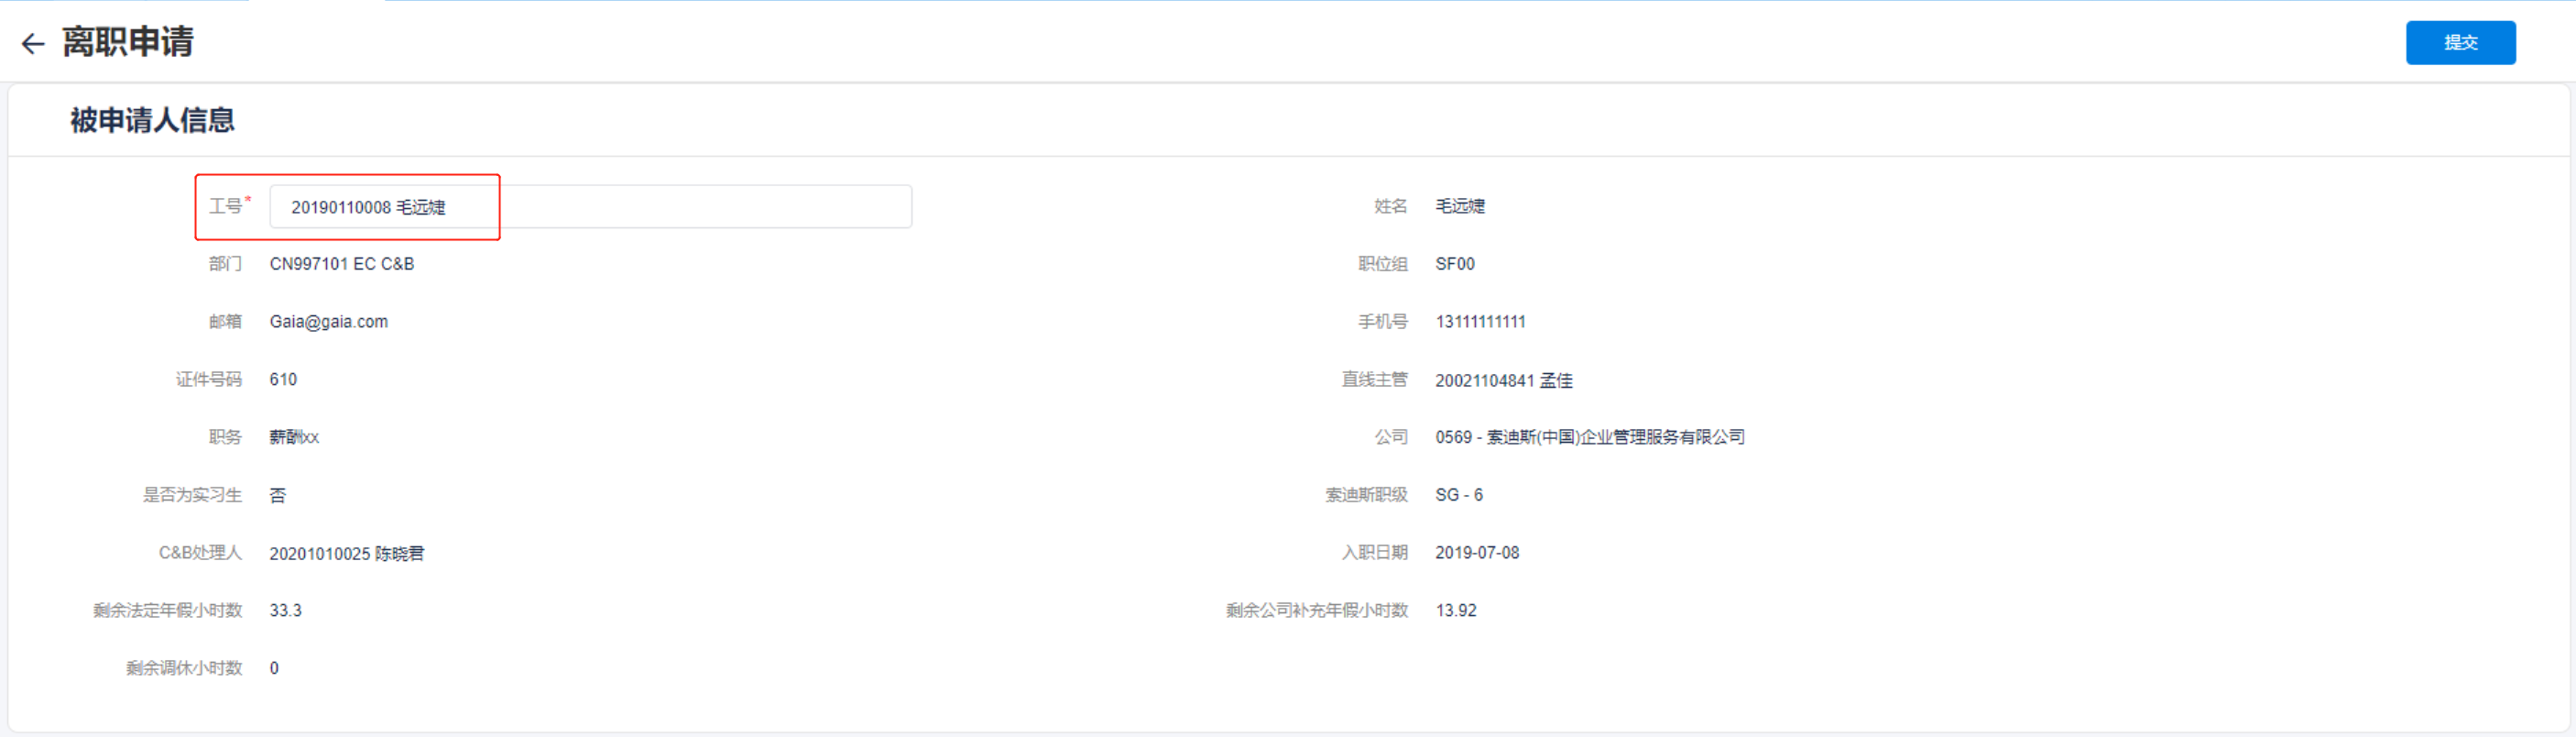 离职申请
提交
被申请人信息
工号* 20190110008 毛远婕
姓名 毛远婕
部门 CN997101 EC C&B
职位组 SF00
邮箱 Gaia@gaia.com
手机号 13111111111
证件号码 610
直线主管 20021104841 孟佳
职务 薪酬xx
公司 0569 - 索迪斯(中国)企业管理服务有限公司
是否为实习生 否
索迪斯职级 SG - 6
C&B处理人 20201010025 陈晓君
入职日期 2019-07-08
剩余法定年假小时数 33.3
剩余公司补充年假小时数 13.92
剩余调休小时数 0